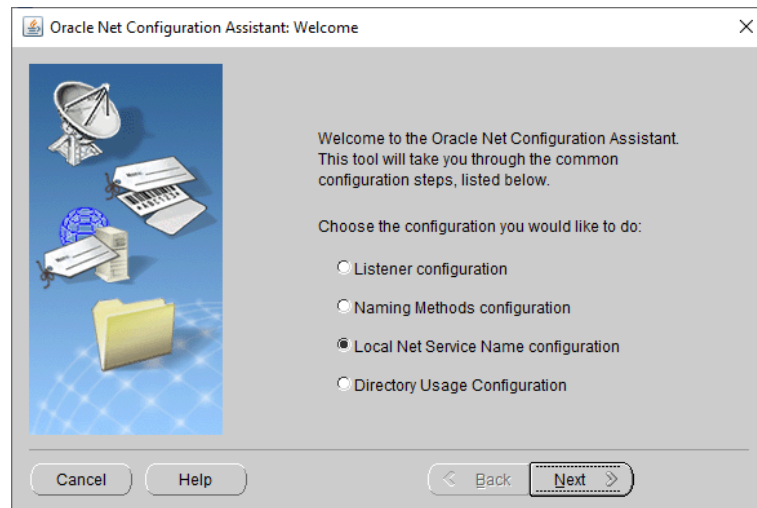 Oracle Net Configuration Assistant: Welcome
Welcome to the Oracle Net Configuration Assistant.
This tool will take you through the common
configuration steps, listed below.
Choose the configuration you would like to do:
Listener configuration
Naming Methods configuration
Local Net Service Name configuration
Directory Usage Configuration
Cancel
Help
Back
Next